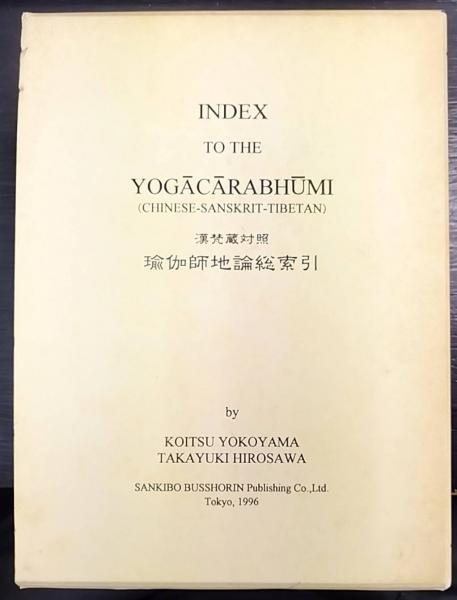 INDEX
TO THE
YOGĀCĀRABHŪMI
(CHINESE-SANSKRIT-TIBETAN)
漢梵蔵対照
瑜伽師地論総索引
by
KOITSU YOKOYAMA
TAKAYUKI HIROSAWA
SANKIBO BUSSHORIN Publishing Co.,Ltd.
Tokyo, 1996